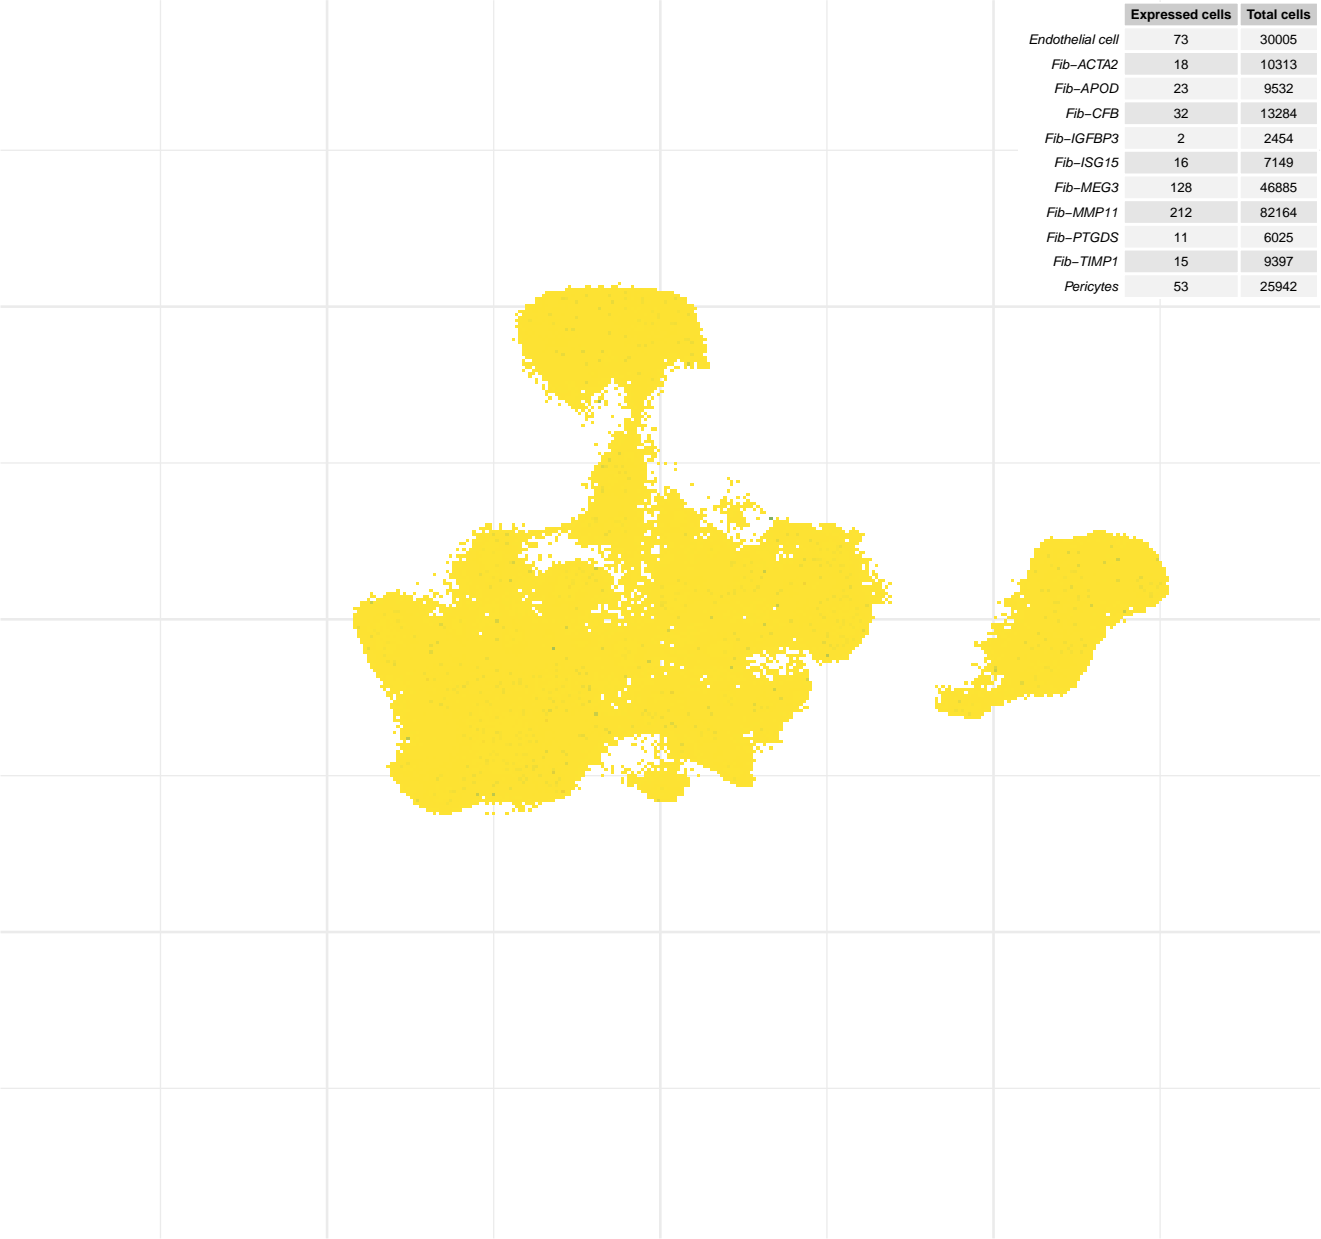 Expressed cells Total cells
Endothelial cell 73 30005
Fib−ACTA2 18 10313
Fib−APOD 23 9532
Fib−CFB 32 13284
Fib−IGFBP3 2 2454
Fib−ISG15 16 7149
Fib−MEG3 128 46885
Fib−MMP11 212 82164
Fib−PTGDS 11 6025
Fib−TIMP1 15 9397
Pericytes 53 25942